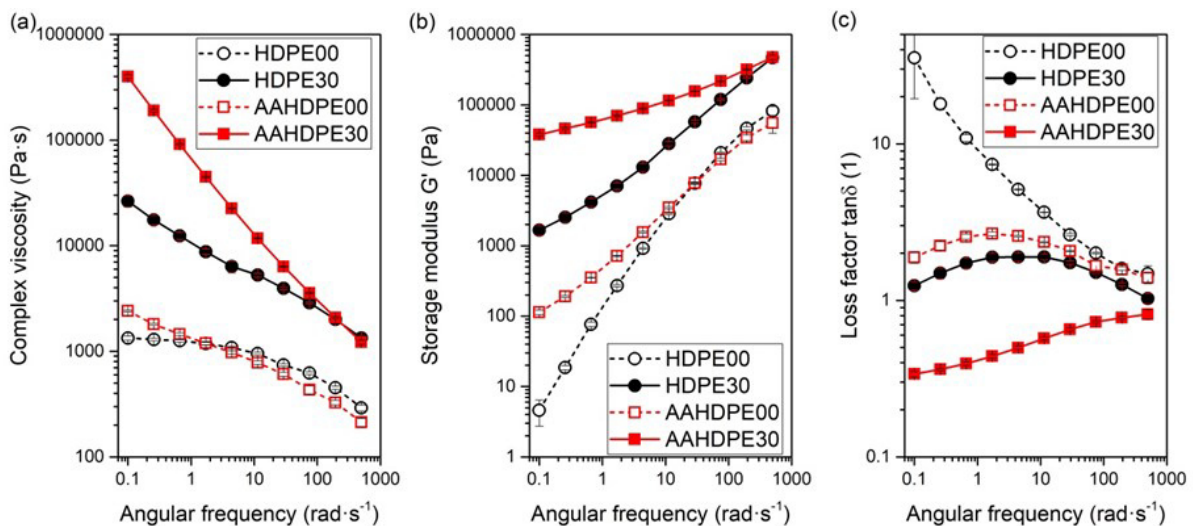 (a)
1000000
100000
10000
1000
100
0.1 1 10 100 1000
Complex viscosity (Pa·s)
Angular frequency (rad·s⁻¹)
HDPE00
HDPE30
AAHDPE00
AAHDPE30
(b)
1000000
100000
10000
1000
100
10
1
0.1 1 10 100 1000
Storage modulus G' (Pa)
Angular frequency (rad·s⁻¹)
HDPE00
HDPE30
AAHDPE00
AAHDPE30
(c)
10
1
0.1
0.1 1 10 100 1000
Loss factor tanδ (1)
Angular frequency (rad·s⁻¹)
HDPE00
HDPE30
AAHDPE00
AAHDPE30